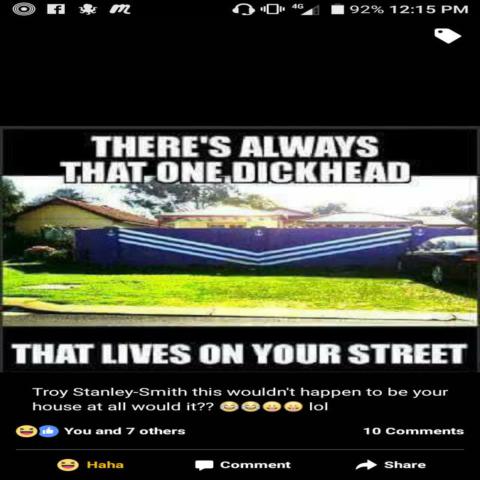 92% 12:15 PM
4G
THERE'S ALWAYS
THAT ONE DICKHEAD
THAT LIVES ON YOUR STREET
Troy Stanley-Smith this wouldn't happen to be your
house at all would it?? 😂😂😄😄 lol
You and 7 others
10 Comments
Haha
Comment
Share